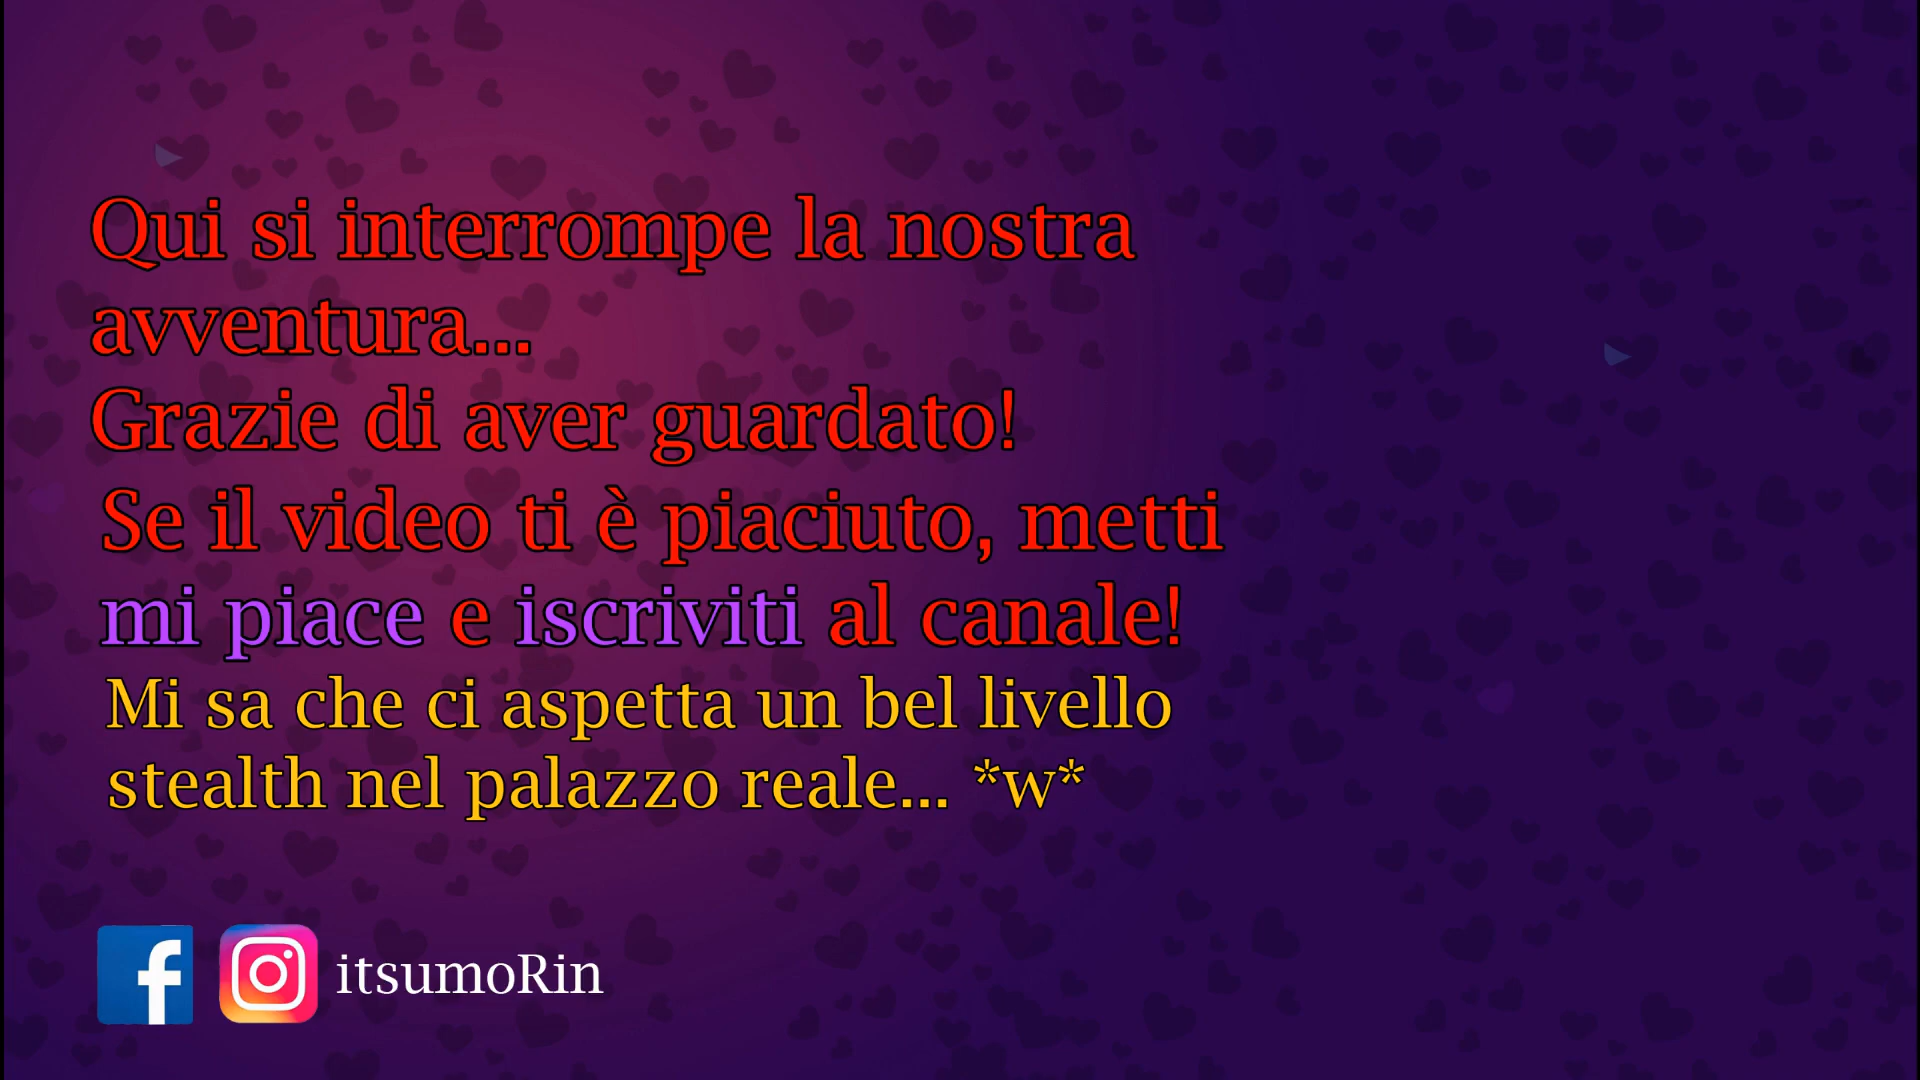 Qui si interrompe la nostra
avventura...
Grazie di aver guardato!
Se il video ti è piaciuto, metti
mi piace e iscriviti al canale!
Mi sa che ci aspetta un bel livello
stealth nel palazzo reale... *w*
itsumoRin